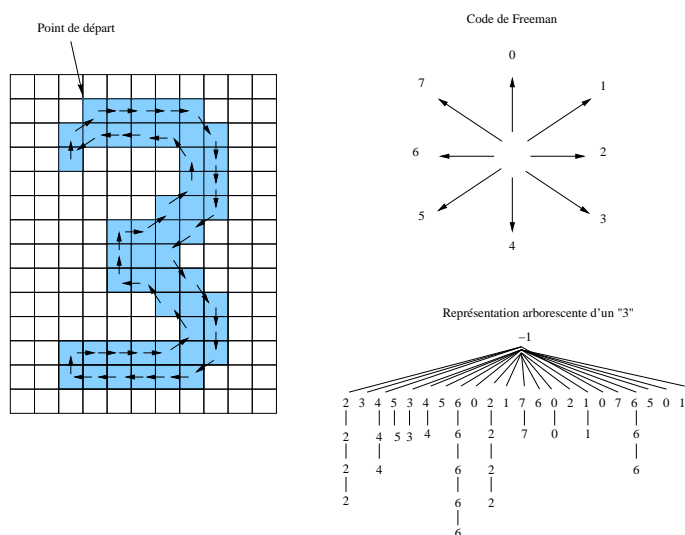 Point de départ
Code de Freeman
0
7 1
6 2
5 3
4
Représentation arborescente d'un "3"
−1
2 3 4 5 3 4 5 6 0 2 1 7 6 0 2 1 0 7 6 5 0 1
2 4 5 3 4 6 2 7 0 1 6
2 4 6 2 6
2 6 2
6